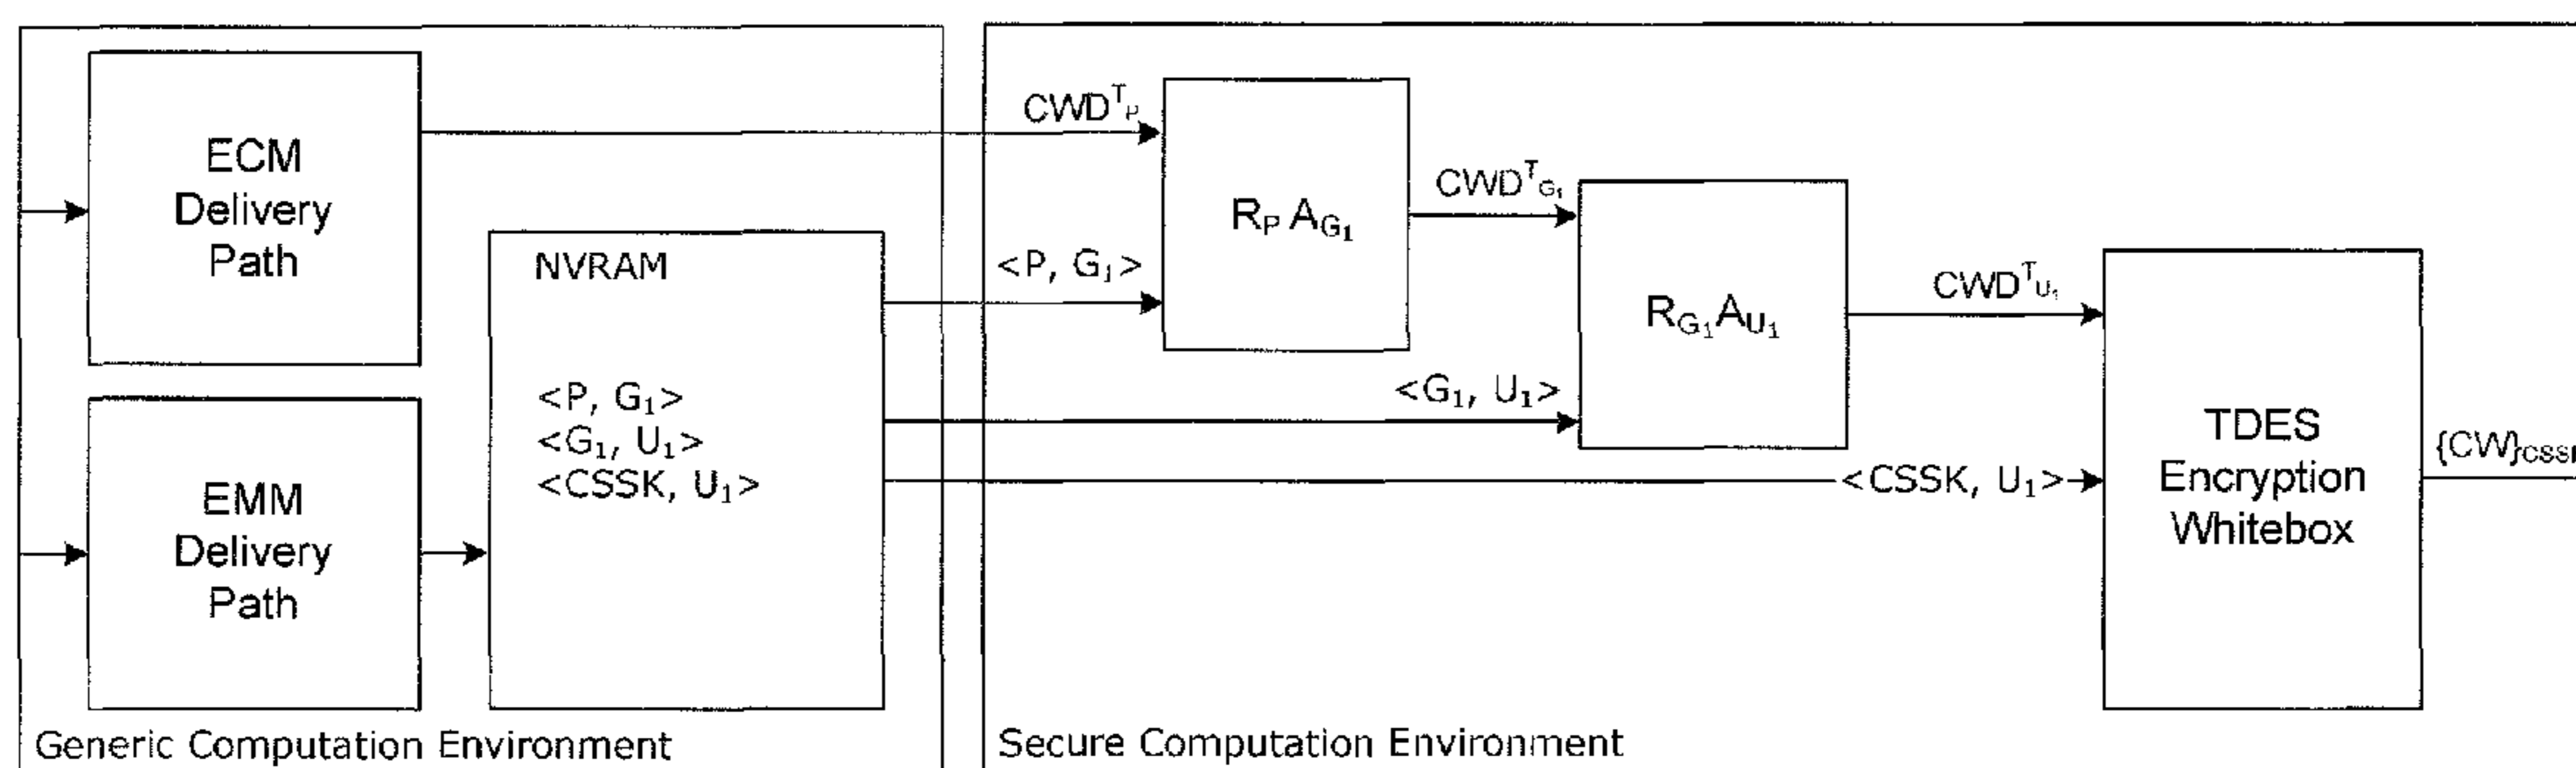 ECM
Delivery
Path
EMM
Delivery
Path
NVRAM
<P, G₁>
<G₁, U₁>
<CSSK, U₁>
Generic Computation Environment
CWD^T_P
<P, G₁>
R_P A_G₁
CWD^T_G₁
<G₁, U₁>
R_G₁ A_U₁
CWD^T_U₁
<CSSK, U₁>
TDES
Encryption
Whitebox
{CW}
Secure Computation Environment